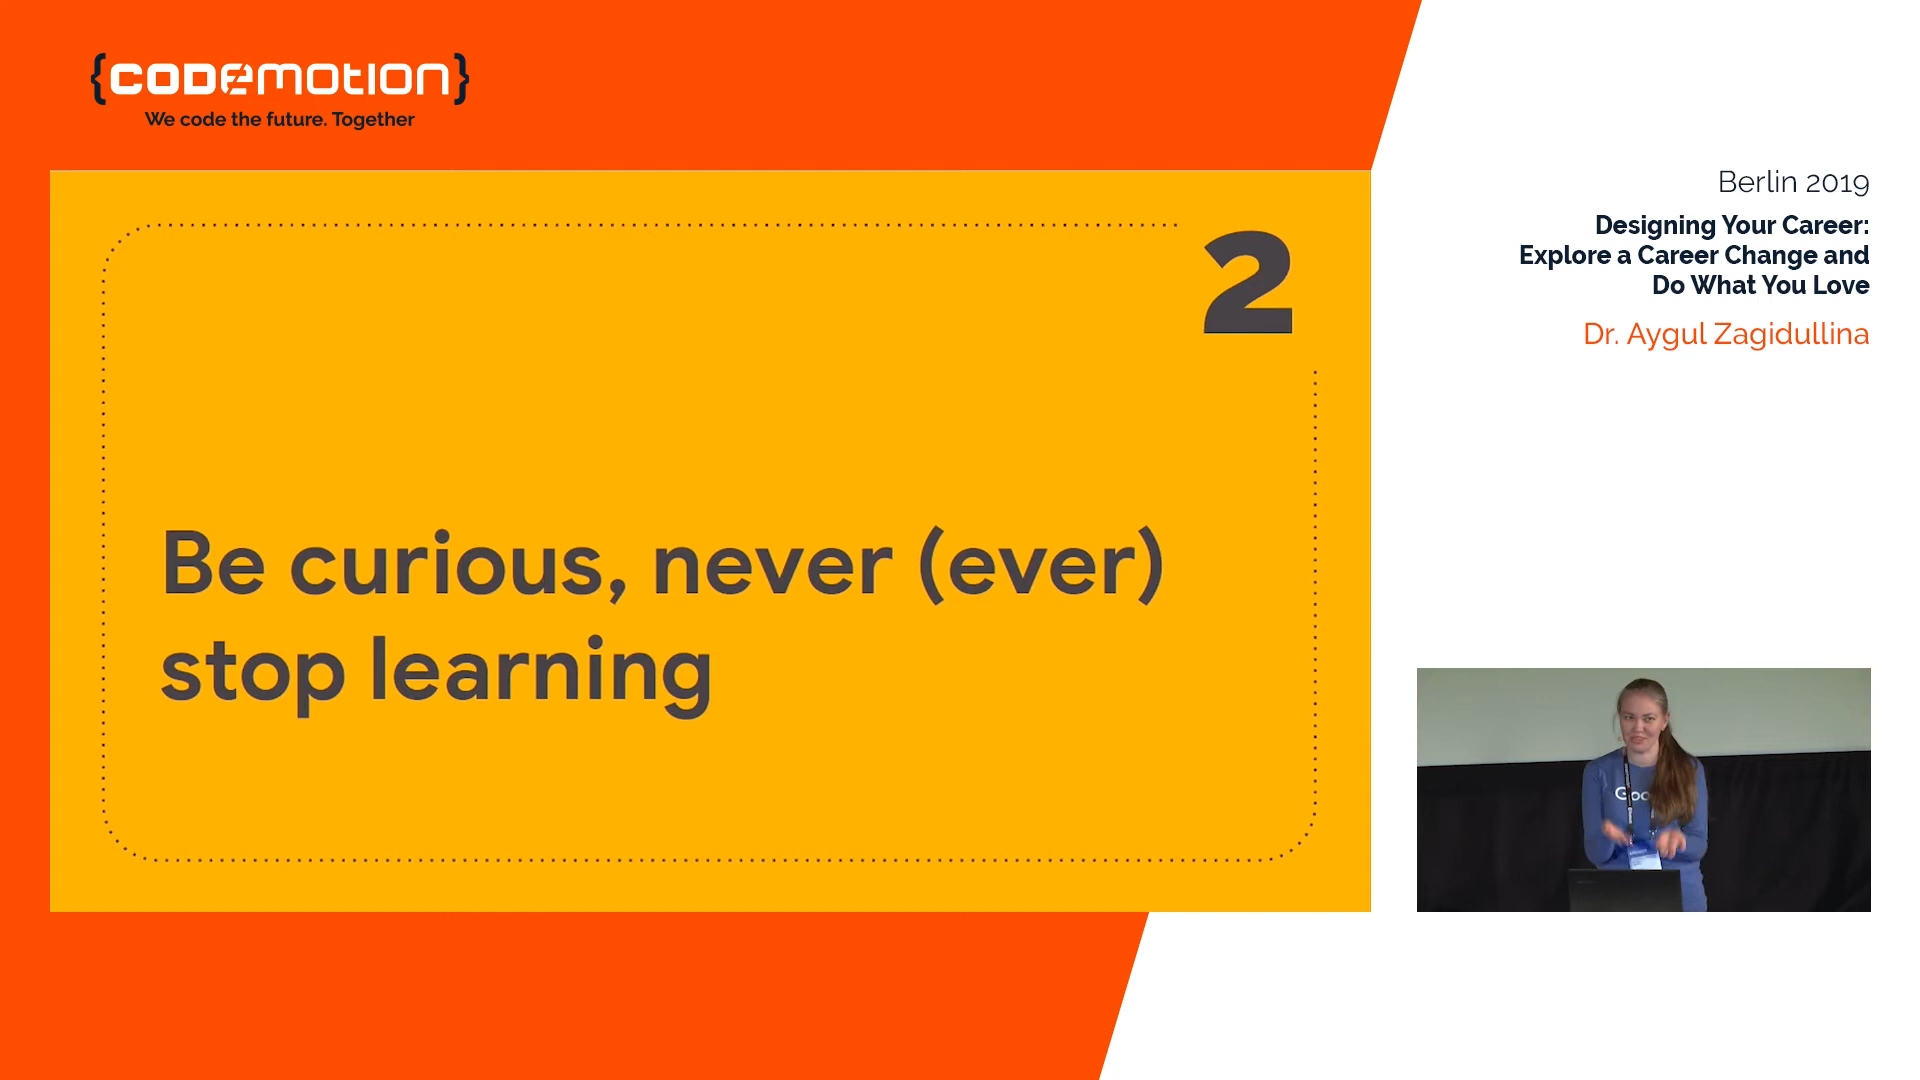 {CODEMOTION}
We code the future. Together
2
Be curious, never (ever)
stop learning
Berlin 2019
Designing Your Career:
Explore a Career Change and
Do What You Love
Dr. Aygul Zagidullina
Goo